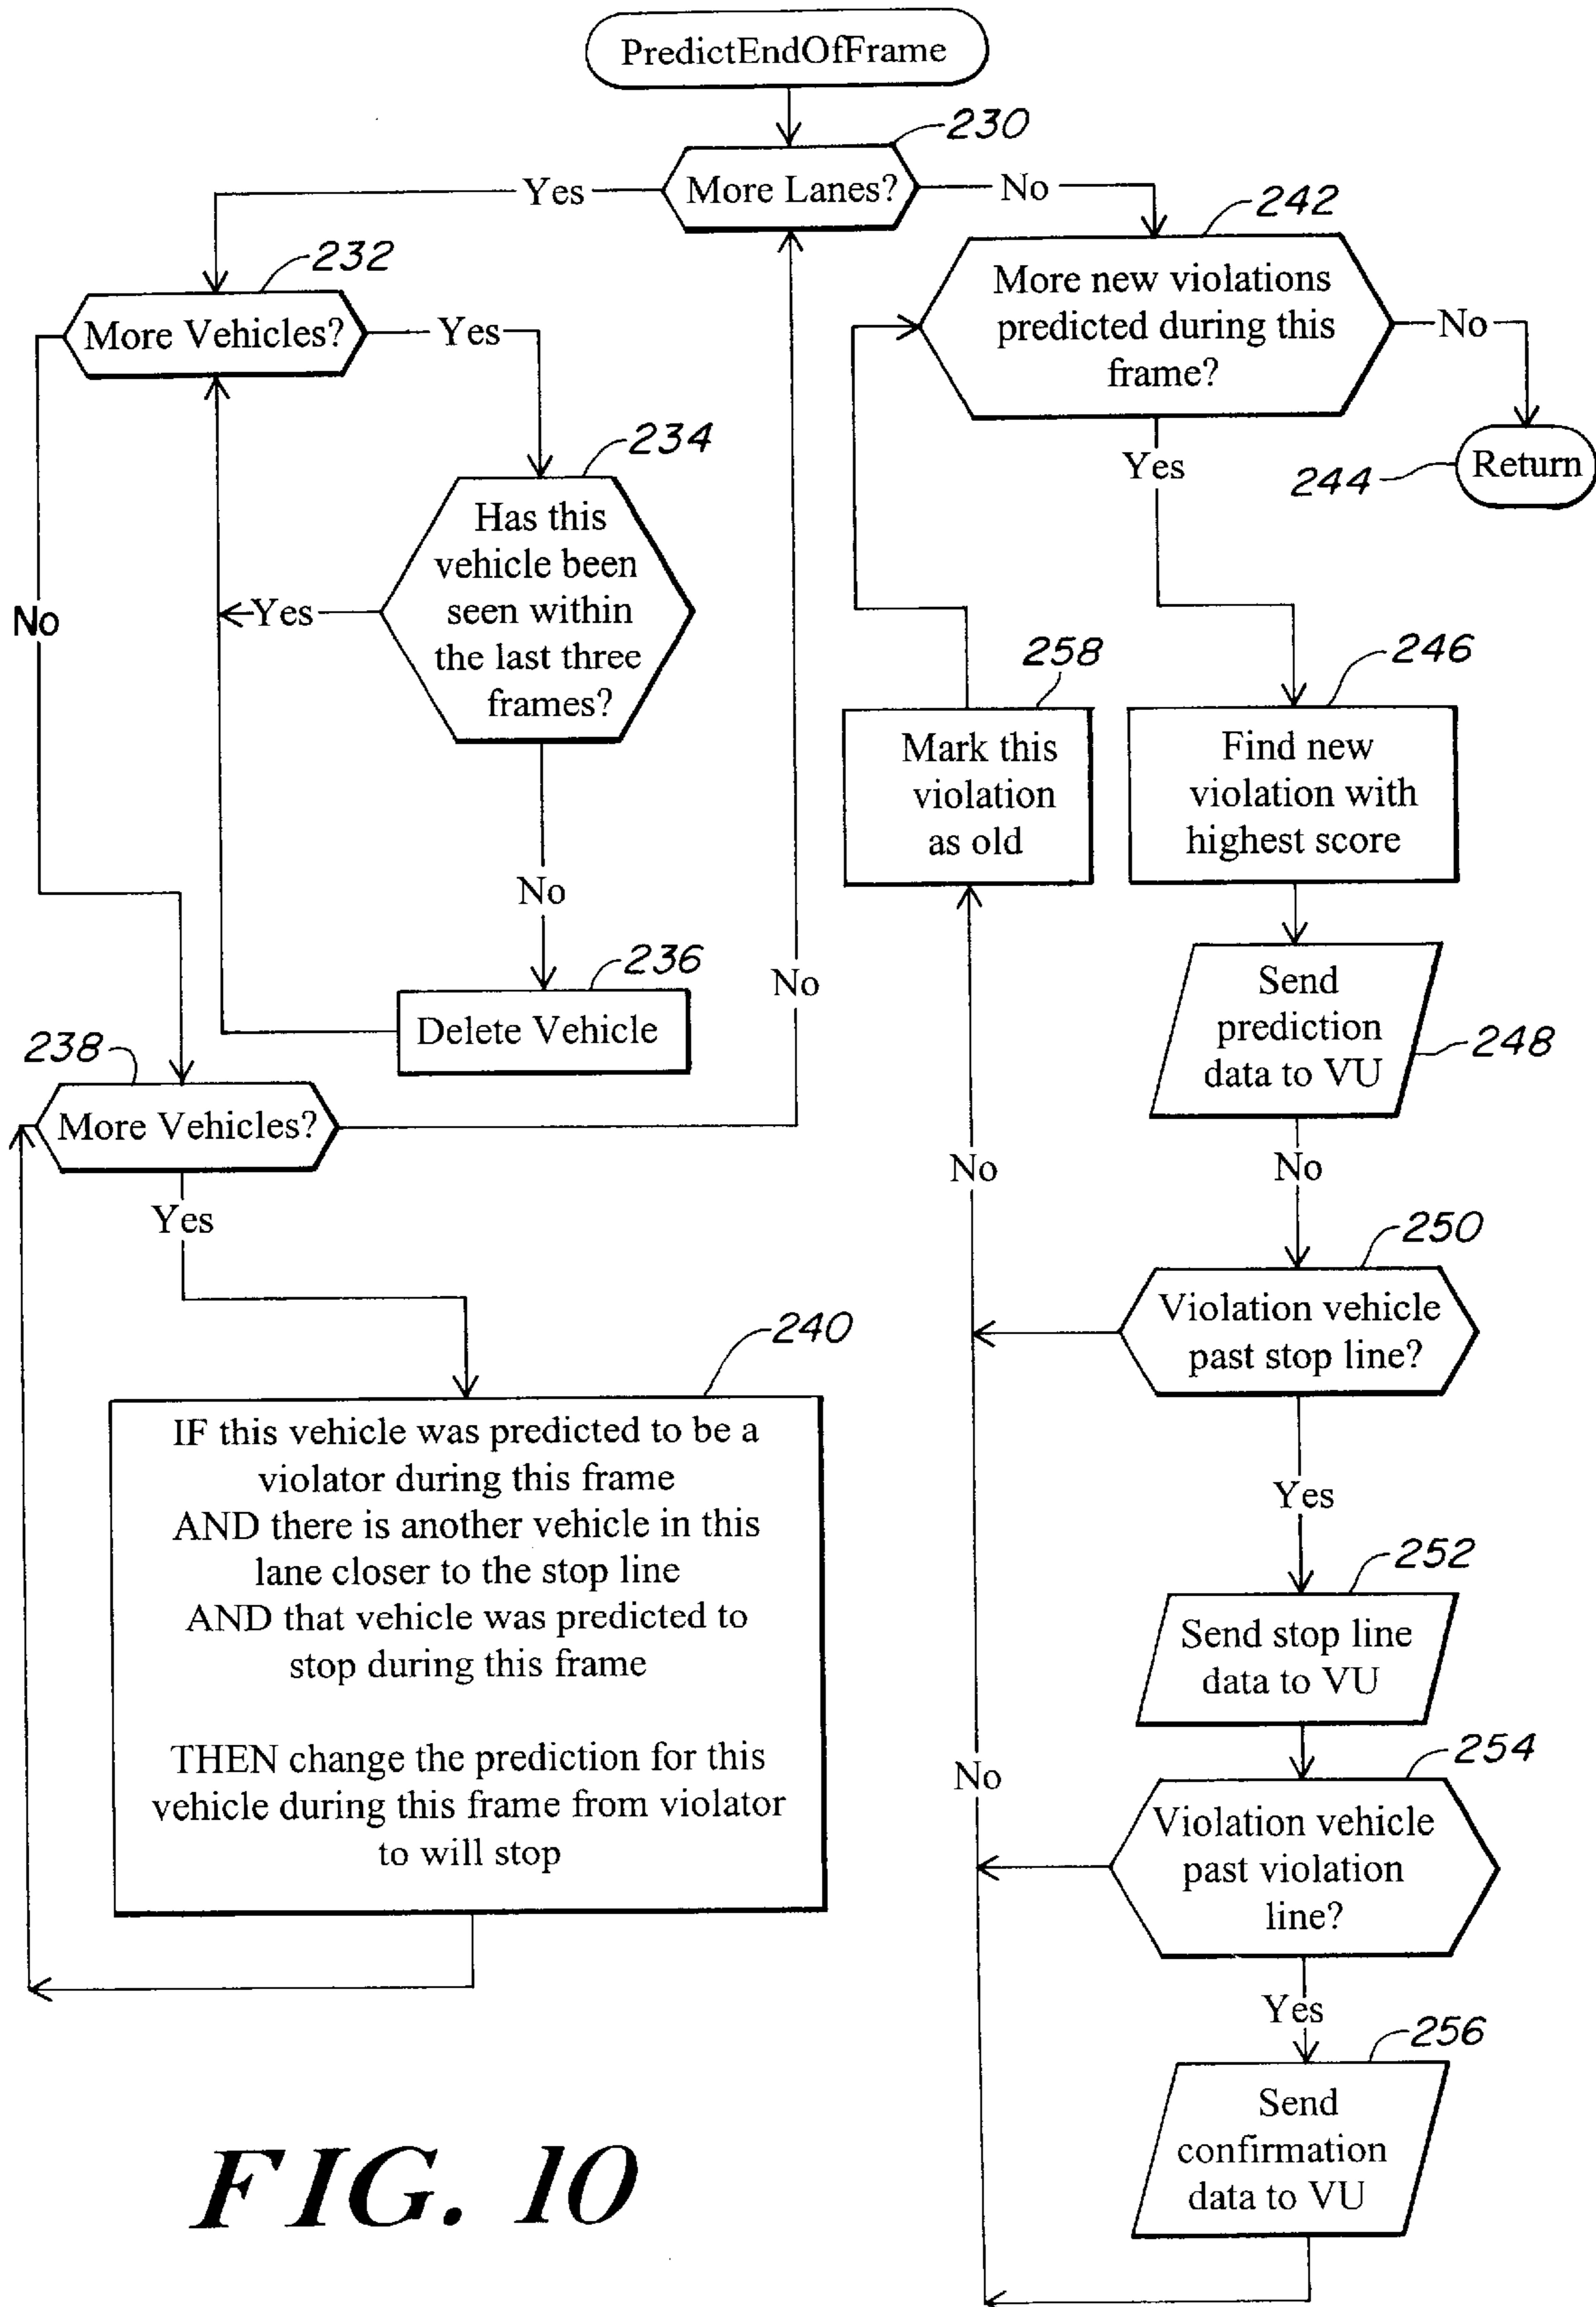 PredictEndOfFrame
230
More Lanes?
Yes
No
242
232
More Vehicles?
Yes
No
More new violations
predicted during this
frame?
No
Yes
244
Return
234
Has this
vehicle been
seen within
the last three
frames?
Yes
No
236
Delete Vehicle
238
More Vehicles?
No
Yes
240
IF this vehicle was predicted to be a
violator during this frame
AND there is another vehicle in this
lane closer to the stop line
AND that vehicle was predicted to
stop during this frame
THEN change the prediction for this
vehicle during this frame from violator
to will stop
258
Mark this
violation
as old
246
Find new
violation with
highest score
Send
prediction
data to VU
248
No
No
250
Violation vehicle
past stop line?
Yes
252
Send stop line
data to VU
254
No
Violation vehicle
past violation
line?
Yes
256
Send
confirmation
data to VU
FIG. 10